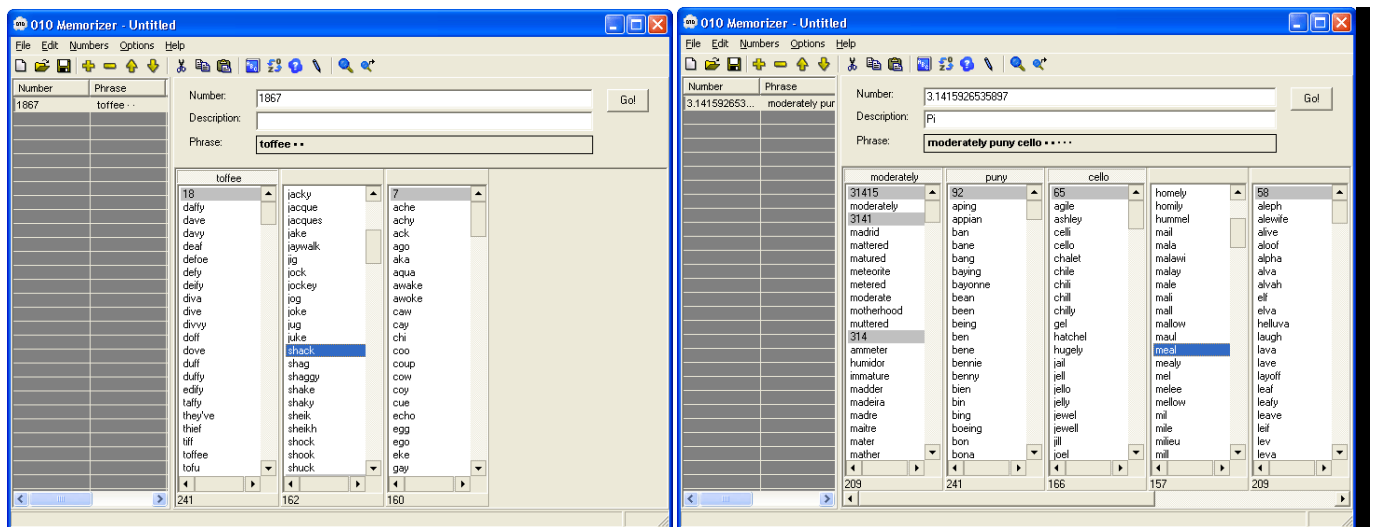 010 Memorizer - Untitled
File Edit Numbers Options Help
Number Phrase
1867 toffee · ·
Number: 1867
Go!
Description:
Phrase: toffee · ·
toffee
18
daffy
dave
davy
deaf
defoe
defy
deify
diva
dive
divvy
doff
dove
duff
duffy
edify
taffy
they've
thief
tiff
toffee
tofu
241
jacky
jacque
jacques
jake
jaywalk
jig
jock
jockey
jog
joke
jug
juke
shack
shag
shaggy
shake
shaky
sheik
sheikh
shock
shook
shuck
162
7
ache
achy
ack
ago
aka
aqua
awake
awoke
caw
cay
chi
coo
coup
cow
coy
cue
echo
egg
ego
eke
gay
160
010 Memorizer - Untitled
File Edit Numbers Options Help
Number Phrase
3.141592653... moderately pur
Number: 3.1415926535897
Go!
Description: Pi
Phrase: moderately puny cello · · · · ·
moderately
31415
moderately
3141
madrid
mattered
matured
meteorite
metered
moderate
motherhood
muttered
314
ammeter
humidor
immature
madder
madeira
madre
maitre
mater
mather
209
puny
92
aping
appian
ban
bane
bang
baying
bayonne
bean
been
being
ben
bene
bennie
benny
bien
bin
bing
boeing
bon
bona
241
cello
65
agile
ashley
celli
cello
chalet
chile
chili
chill
chilly
gel
hatchel
hugely
jail
jell
jello
jelly
jewel
jewell
jill
joel
166
homely
homily
hummel
mail
mala
malawi
malay
male
mali
mall
mallow
maul
meal
mealy
mel
melee
mellow
mil
mile
milieu
mill
157
58
aleph
alewife
alive
aloof
alpha
alva
alvah
elf
elva
helluva
laugh
lava
lave
layoff
leaf
leafy
leave
leif
lev
leva
209